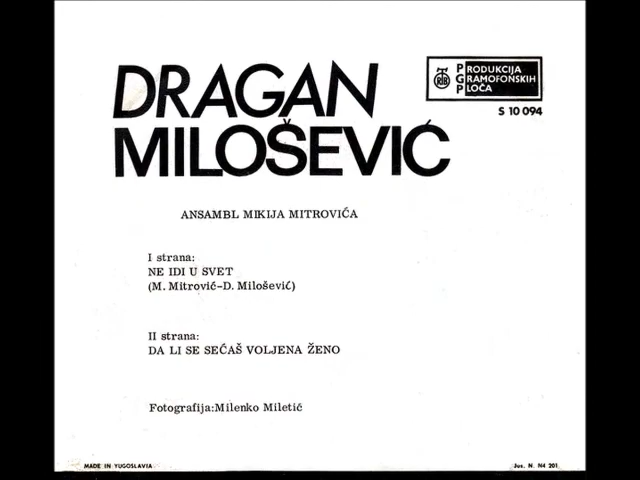 DRAGAN
MILOŠEVIĆ
RTB
PRODUKCIJA
GRAMOFONSKIH
PLOČA
S 10 094
ANSAMBL MIKIJA MITROVIĆA
I strana:
NE IDI U SVET
(M. Mitrović-D. Milošević)
II strana:
DA LI SE SEĆAŠ VOLJENA ŽENO
Fotografija:Milenko Miletić
MADE IN YUGOSLAVIA
Jus. N. N4 201